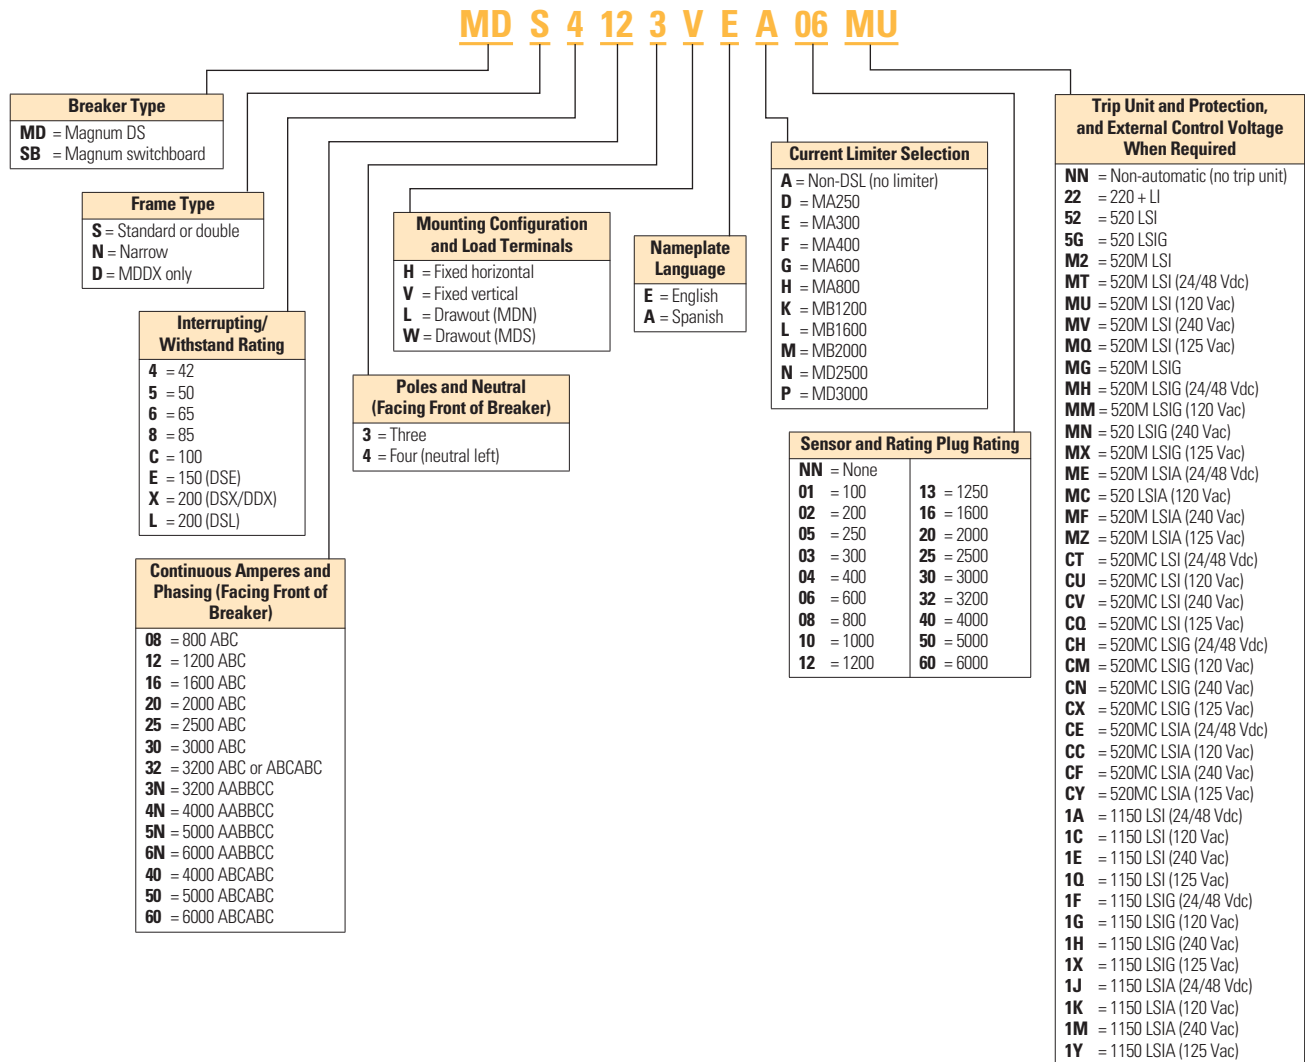 MD S 4 12 3 V E A 06 MU
Breaker Type
MD = Magnum DS
SB = Magnum switchboard
Frame Type
S = Standard or double
N = Narrow
D = MDDX only
Interrupting/
Withstand Rating
4 = 42
5 = 50
6 = 65
8 = 85
C = 100
E = 150 (DSE)
X = 200 (DSX/DDX)
L = 200 (DSL)
Continuous Amperes and
Phasing (Facing Front of
Breaker)
08 = 800 ABC
12 = 1200 ABC
16 = 1600 ABC
20 = 2000 ABC
25 = 2500 ABC
30 = 3000 ABC
32 = 3200 ABC or ABCABC
3N = 3200 AABBCC
4N = 4000 AABBCC
5N = 5000 AABBCC
6N = 6000 AABBCC
40 = 4000 ABCABC
50 = 5000 ABCABC
60 = 6000 ABCABC
Poles and Neutral
(Facing Front of Breaker)
3 = Three
4 = Four (neutral left)
Mounting Configuration
and Load Terminals
H = Fixed horizontal
V = Fixed vertical
L = Drawout (MDN)
W = Drawout (MDS)
Nameplate
Language
E = English
A = Spanish
Current Limiter Selection
A = Non-DSL (no limiter)
D = MA250
E = MA300
F = MA400
G = MA600
H = MA800
K = MB1200
L = MB1600
M = MB2000
N = MD2500
P = MD3000
Sensor and Rating Plug Rating
NN = None
01 = 100
02 = 200
05 = 250
03 = 300
04 = 400
06 = 600
08 = 800
10 = 1000
12 = 1200
13 = 1250
16 = 1600
20 = 2000
25 = 2500
30 = 3000
32 = 3200
40 = 4000
50 = 5000
60 = 6000
Trip Unit and Protection,
and External Control Voltage
When Required
NN = Non-automatic (no trip unit)
22 = 220 + LI
52 = 520 LSI
5G = 520 LSIG
M2 = 520M LSI
MT = 520M LSI (24/48 Vdc)
MU = 520M LSI (120 Vac)
MV = 520M LSI (240 Vac)
MQ = 520M LSI (125 Vac)
MG = 520M LSIG
MH = 520M LSIG (24/48 Vdc)
MM = 520M LSIG (120 Vac)
MN = 520 LSIG (240 Vac)
MX = 520M LSIG (125 Vac)
ME = 520M LSIA (24/48 Vdc)
MC = 520 LSIA (120 Vac)
MF = 520M LSIA (240 Vac)
MZ = 520M LSIA (125 Vac)
CT = 520MC LSI (24/48 Vdc)
CU = 520MC LSI (120 Vac)
CV = 520MC LSI (240 Vac)
CQ = 520MC LSI (125 Vac)
CH = 520MC LSIG (24/48 Vdc)
CM = 520MC LSIG (120 Vac)
CN = 520MC LSIG (240 Vac)
CX = 520MC LSIG (125 Vac)
CE = 520MC LSIA (24/48 Vdc)
CC = 520MC LSIA (120 Vac)
CF = 520MC LSIA (240 Vac)
CY = 520MC LSIA (125 Vac)
1A = 1150 LSI (24/48 Vdc)
1C = 1150 LSI (120 Vac)
1E = 1150 LSI (240 Vac)
1Q = 1150 LSI (125 Vac)
1F = 1150 LSIG (24/48 Vdc)
1G = 1150 LSIG (120 Vac)
1H = 1150 LSIG (240 Vac)
1X = 1150 LSIG (125 Vac)
1J = 1150 LSIA (24/48 Vdc)
1K = 1150 LSIA (120 Vac)
1M = 1150 LSIA (240 Vac)
1Y = 1150 LSIA (125 Vac)